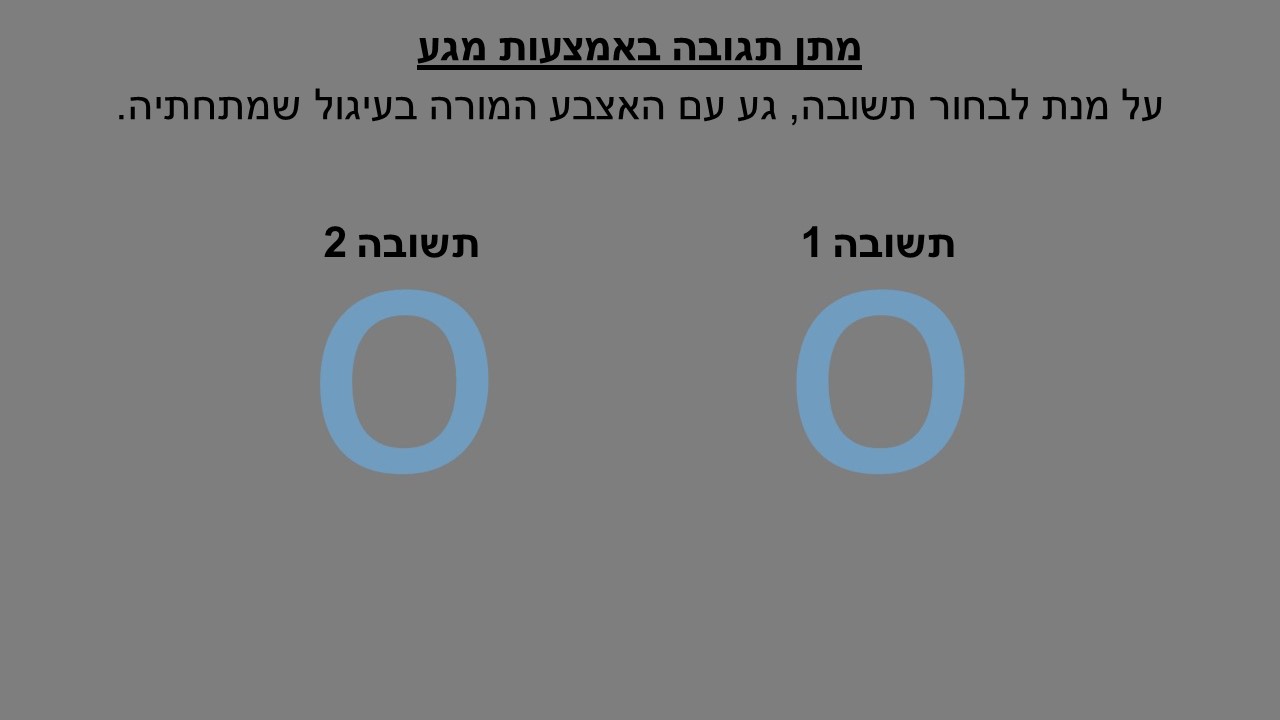 מתן תגובה באמצעות מגע
על מנת לבחור תשובה, גע עם האצבע המורה בעיגול שמתחתיה.
תשובה 1
תשובה 2